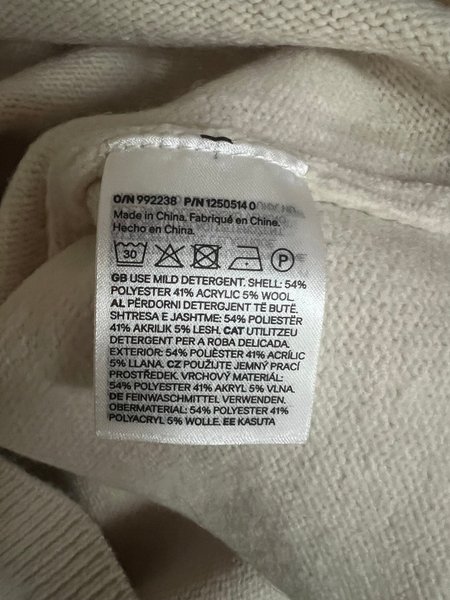 O/N 992238 P/N 1250514 0
Made in China. Fabriqué en Chine.
Hecho en China.
30 P
GB USE MILD DETERGENT. SHELL: 54%
POLYESTER 41% ACRYLIC 5% WOOL.
AL PËRDORNI DETERGJENT TË BUTË.
SHTRESA E JASHTME: 54% POLIESTËR
41% AKRILIK 5% LESH. CAT UTILITZEU
DETERGENT PER A ROBA DELICADA.
EXTERIOR: 54% POLIÈSTER 41% ACRÍLIC
5% LLANA. CZ POUŽIJTE JEMNÝ PRACÍ
PROSTŘEDEK. VRCHOVÝ MATERIÁL:
54% POLYESTER 41% AKRYL 5% VLNA.
DE FEINWASCHMITTEL VERWENDEN.
OBERMATERIAL: 54% POLYESTER 41%
POLYACRYL 5% WOLLE. EE KASUTA